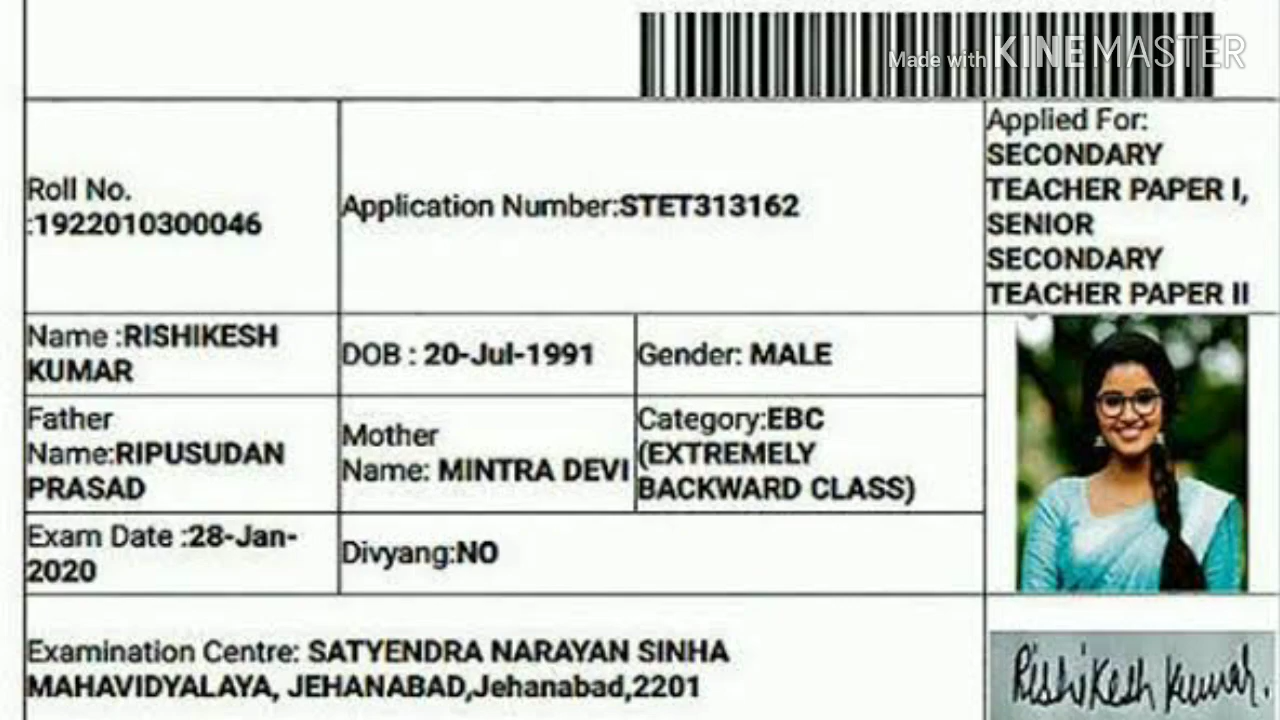 Made with KINEMASTER
Roll No.
:1922010300046
Application Number:STET313162
Applied For:
SECONDARY
TEACHER PAPER I,
SENIOR
SECONDARY
TEACHER PAPER II
Name :RISHIKESH
KUMAR
DOB : 20-Jul-1991
Gender: MALE
Father
Name:RIPUSUDAN
PRASAD
Mother
Name: MINTRA DEVI
Category:EBC
(EXTREMELY
BACKWARD CLASS)
Exam Date :28-Jan-
2020
Divyang:NO
Examination Centre: SATYENDRA NARAYAN SINHA
MAHAVIDYALAYA, JEHANABAD,Jehanabad,2201
Rishikesh Kumar.